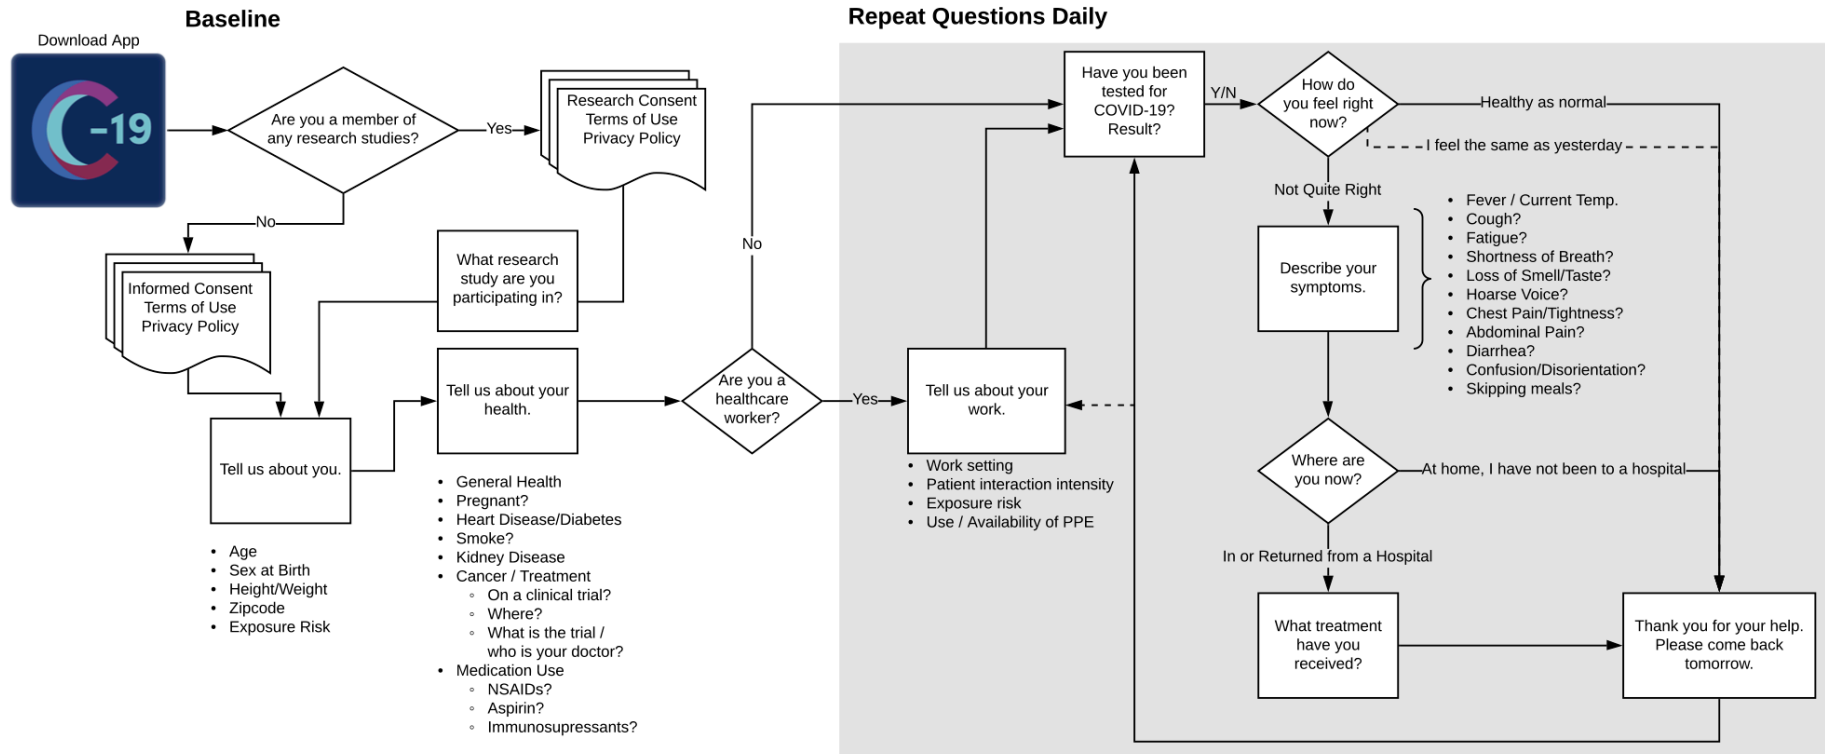 Baseline
Repeat Questions Daily
Download App
C-19
Are you a member of
any research studies?
Yes
Research Consent
Terms of Use
Privacy Policy
No
Informed Consent
Terms of Use
Privacy Policy
What research
study are you
participating in?
Tell us about you.
• Age
• Sex at Birth
• Height/Weight
• Zipcode
• Exposure Risk
Tell us about your
health.
• General Health
• Pregnant?
• Heart Disease/Diabetes
• Smoke?
• Kidney Disease
• Cancer / Treatment
◦ On a clinical trial?
◦ Where?
◦ What is the trial /
who is your doctor?
• Medication Use
◦ NSAIDs?
◦ Aspirin?
◦ Immunosupressants?
Are you a
healthcare
worker?
No
Yes
Tell us about your
work.
• Work setting
• Patient interaction intensity
• Exposure risk
• Use / Availability of PPE
Have you been
tested for
COVID-19?
Result?
Y/N
How do
you feel right
now?
Healthy as normal
I feel the same as yesterday
Not Quite Right
Describe your
symptoms.
• Fever / Current Temp.
• Cough?
• Fatigue?
• Shortness of Breath?
• Loss of Smell/Taste?
• Hoarse Voice?
• Chest Pain/Tightness?
• Abdominal Pain?
• Diarrhea?
• Confusion/Disorientation?
• Skipping meals?
Where are
you now?
At home, I have not been to a hospital
In or Returned from a Hospital
What treatment
have you
received?
Thank you for your help.
Please come back
tomorrow.